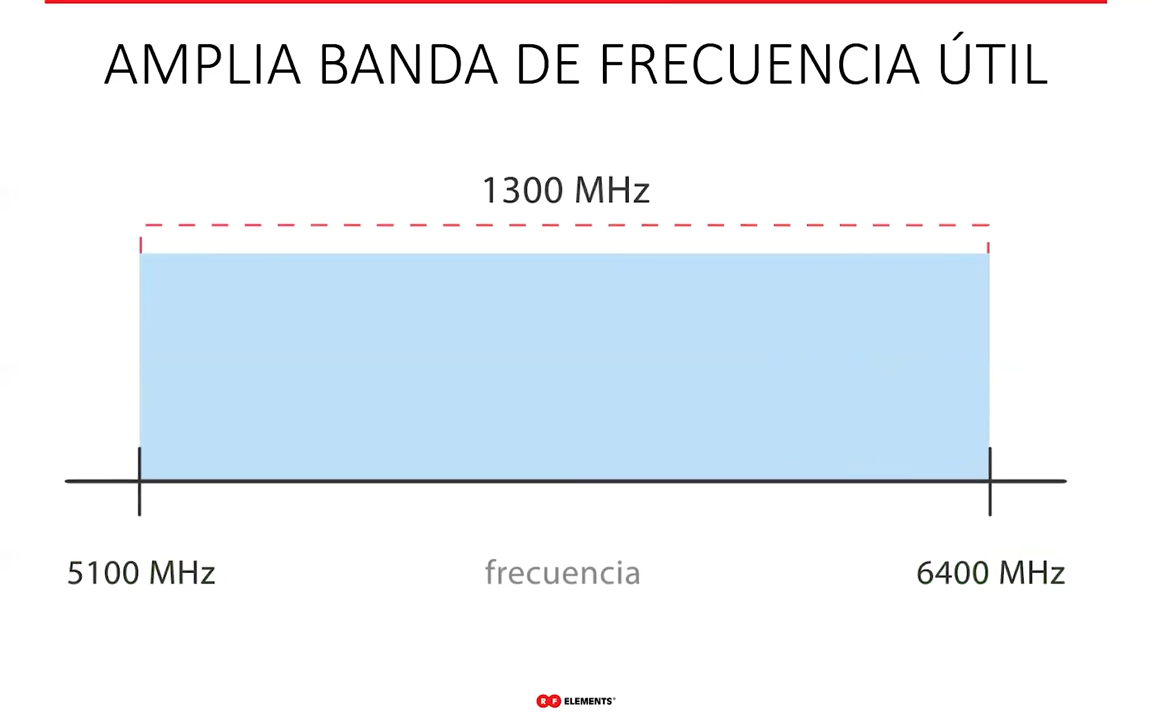 AMPLIA BANDA DE FRECUENCIA ÚTIL
1300 MHz
5100 MHz frecuencia 6400 MHz
RF ELEMENTS®